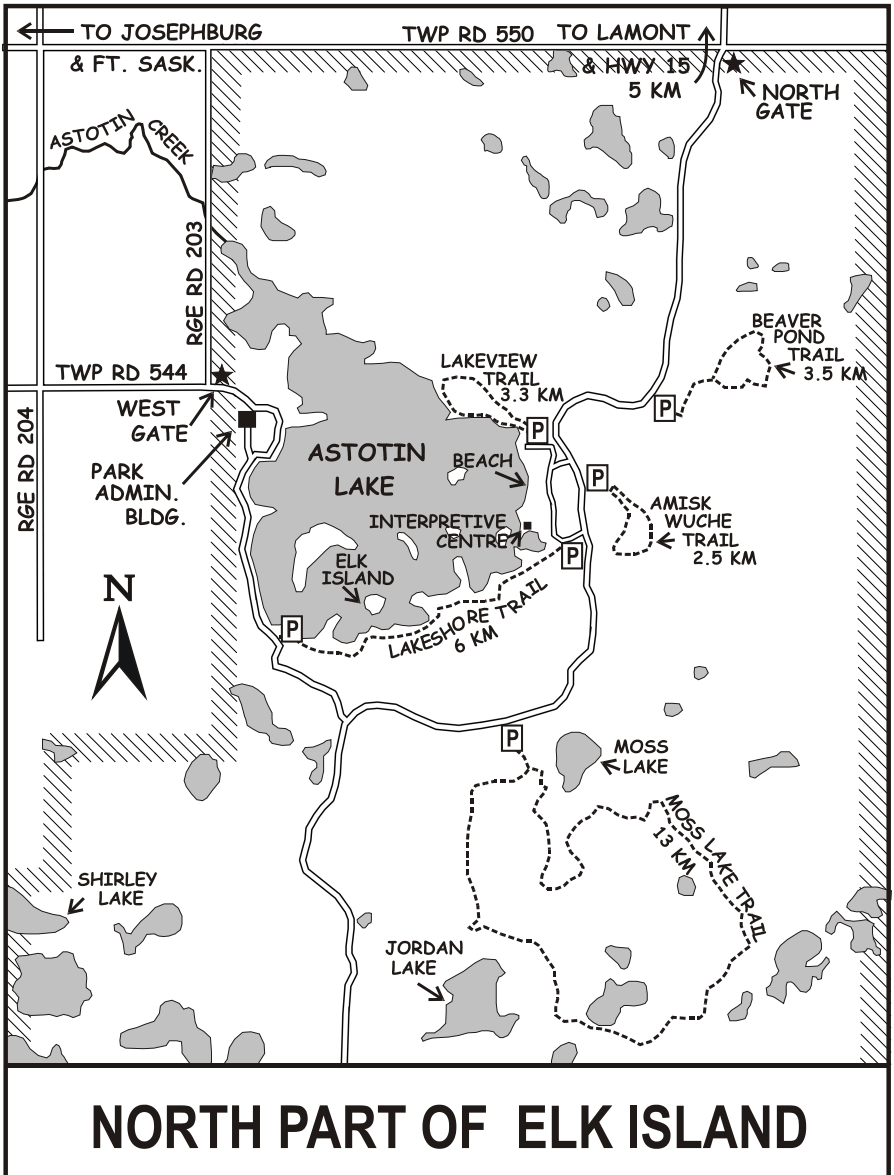 TO JOSEPHBURG
& FT. SASK.
TWP RD 550
TO LAMONT
& HWY 15
5 KM
NORTH
GATE
ASTOTIN CREEK
RGE RD 203
BEAVER
POND
TRAIL
3.5 KM
LAKEVIEW
TRAIL
3.3 KM
TWP RD 544
WEST
GATE
RGE RD 204
PARK
ADMIN.
BLDG.
P
P
ASTOTIN
LAKE
BEACH
P
AMISK
WUCHE
TRAIL
2.5 KM
INTERPRETIVE
CENTRE
P
ELK
ISLAND
N
P
LAKESHORE TRAIL
6 KM
P
MOSS
LAKE
MOSS LAKE TRAIL
13 KM
SHIRLEY
LAKE
JORDAN
LAKE
NORTH PART OF ELK ISLAND